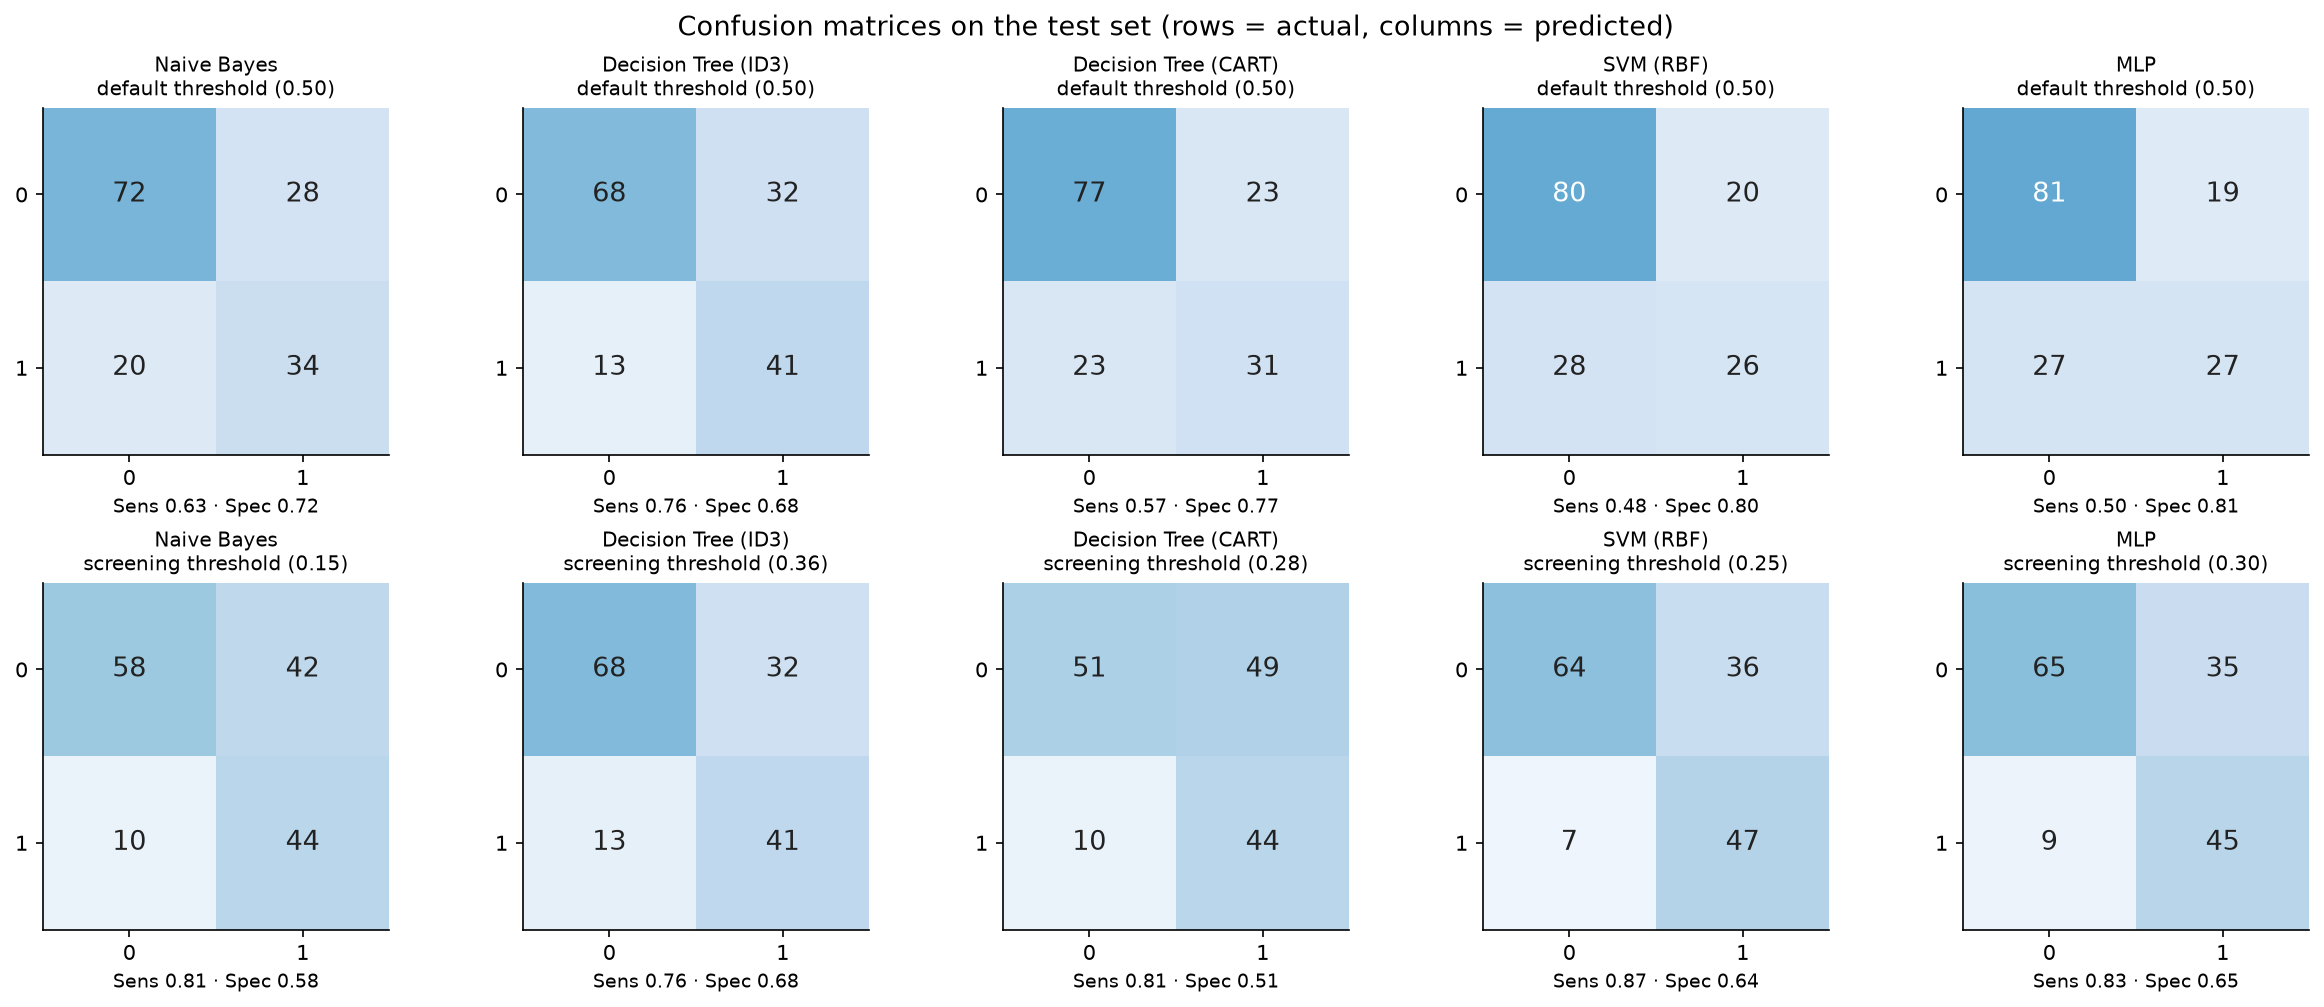 Confusion matrices on the test set (rows = actual, columns = predicted)
Naive Bayes
default threshold (0.50)
0
72
28
1
20
34
0
1
Sens 0.63 · Spec 0.72
Decision Tree (ID3)
default threshold (0.50)
0
68
32
1
13
41
0
1
Sens 0.76 · Spec 0.68
Decision Tree (CART)
default threshold (0.50)
0
77
23
1
23
31
0
1
Sens 0.57 · Spec 0.77
SVM (RBF)
default threshold (0.50)
0
80
20
1
28
26
0
1
Sens 0.48 · Spec 0.80
MLP
default threshold (0.50)
0
81
19
1
27
27
0
1
Sens 0.50 · Spec 0.81
Naive Bayes
screening threshold (0.15)
0
58
42
1
10
44
0
1
Sens 0.81 · Spec 0.58
Decision Tree (ID3)
screening threshold (0.36)
0
68
32
1
13
41
0
1
Sens 0.76 · Spec 0.68
Decision Tree (CART)
screening threshold (0.28)
0
51
49
1
10
44
0
1
Sens 0.81 · Spec 0.51
SVM (RBF)
screening threshold (0.25)
0
64
36
1
7
47
0
1
Sens 0.87 · Spec 0.64
MLP
screening threshold (0.30)
0
65
35
1
9
45
0
1
Sens 0.83 · Spec 0.65